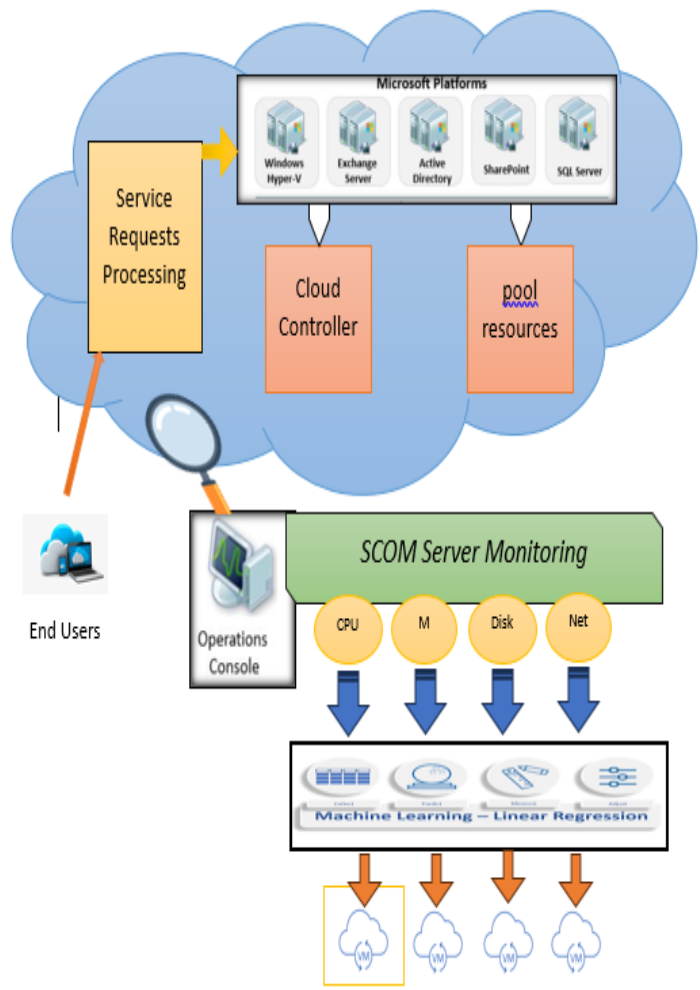 Microsoft Platforms
Windows
Hyper-V
Exchange
Server
Active
Directory
SharePoint
SQL Server
Service
Requests
Processing
Cloud
Controller
pool
resources
End Users
Operations
Console
SCOM Server Monitoring
CPU
M
Disk
Net
Machine Learning – Linear Regression
VM
VM
VM
VM